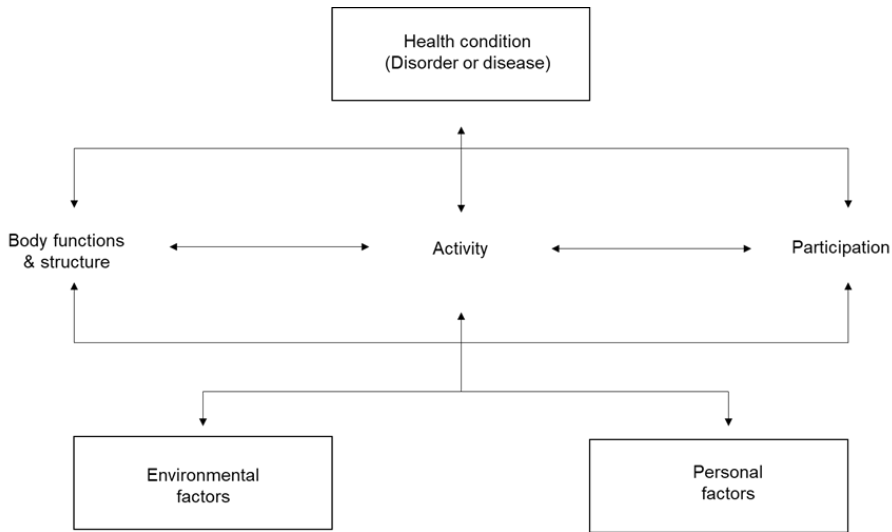 Health condition
(Disorder or disease)
Body functions
& structure
Activity
Participation
Environmental
factors
Personal
factors